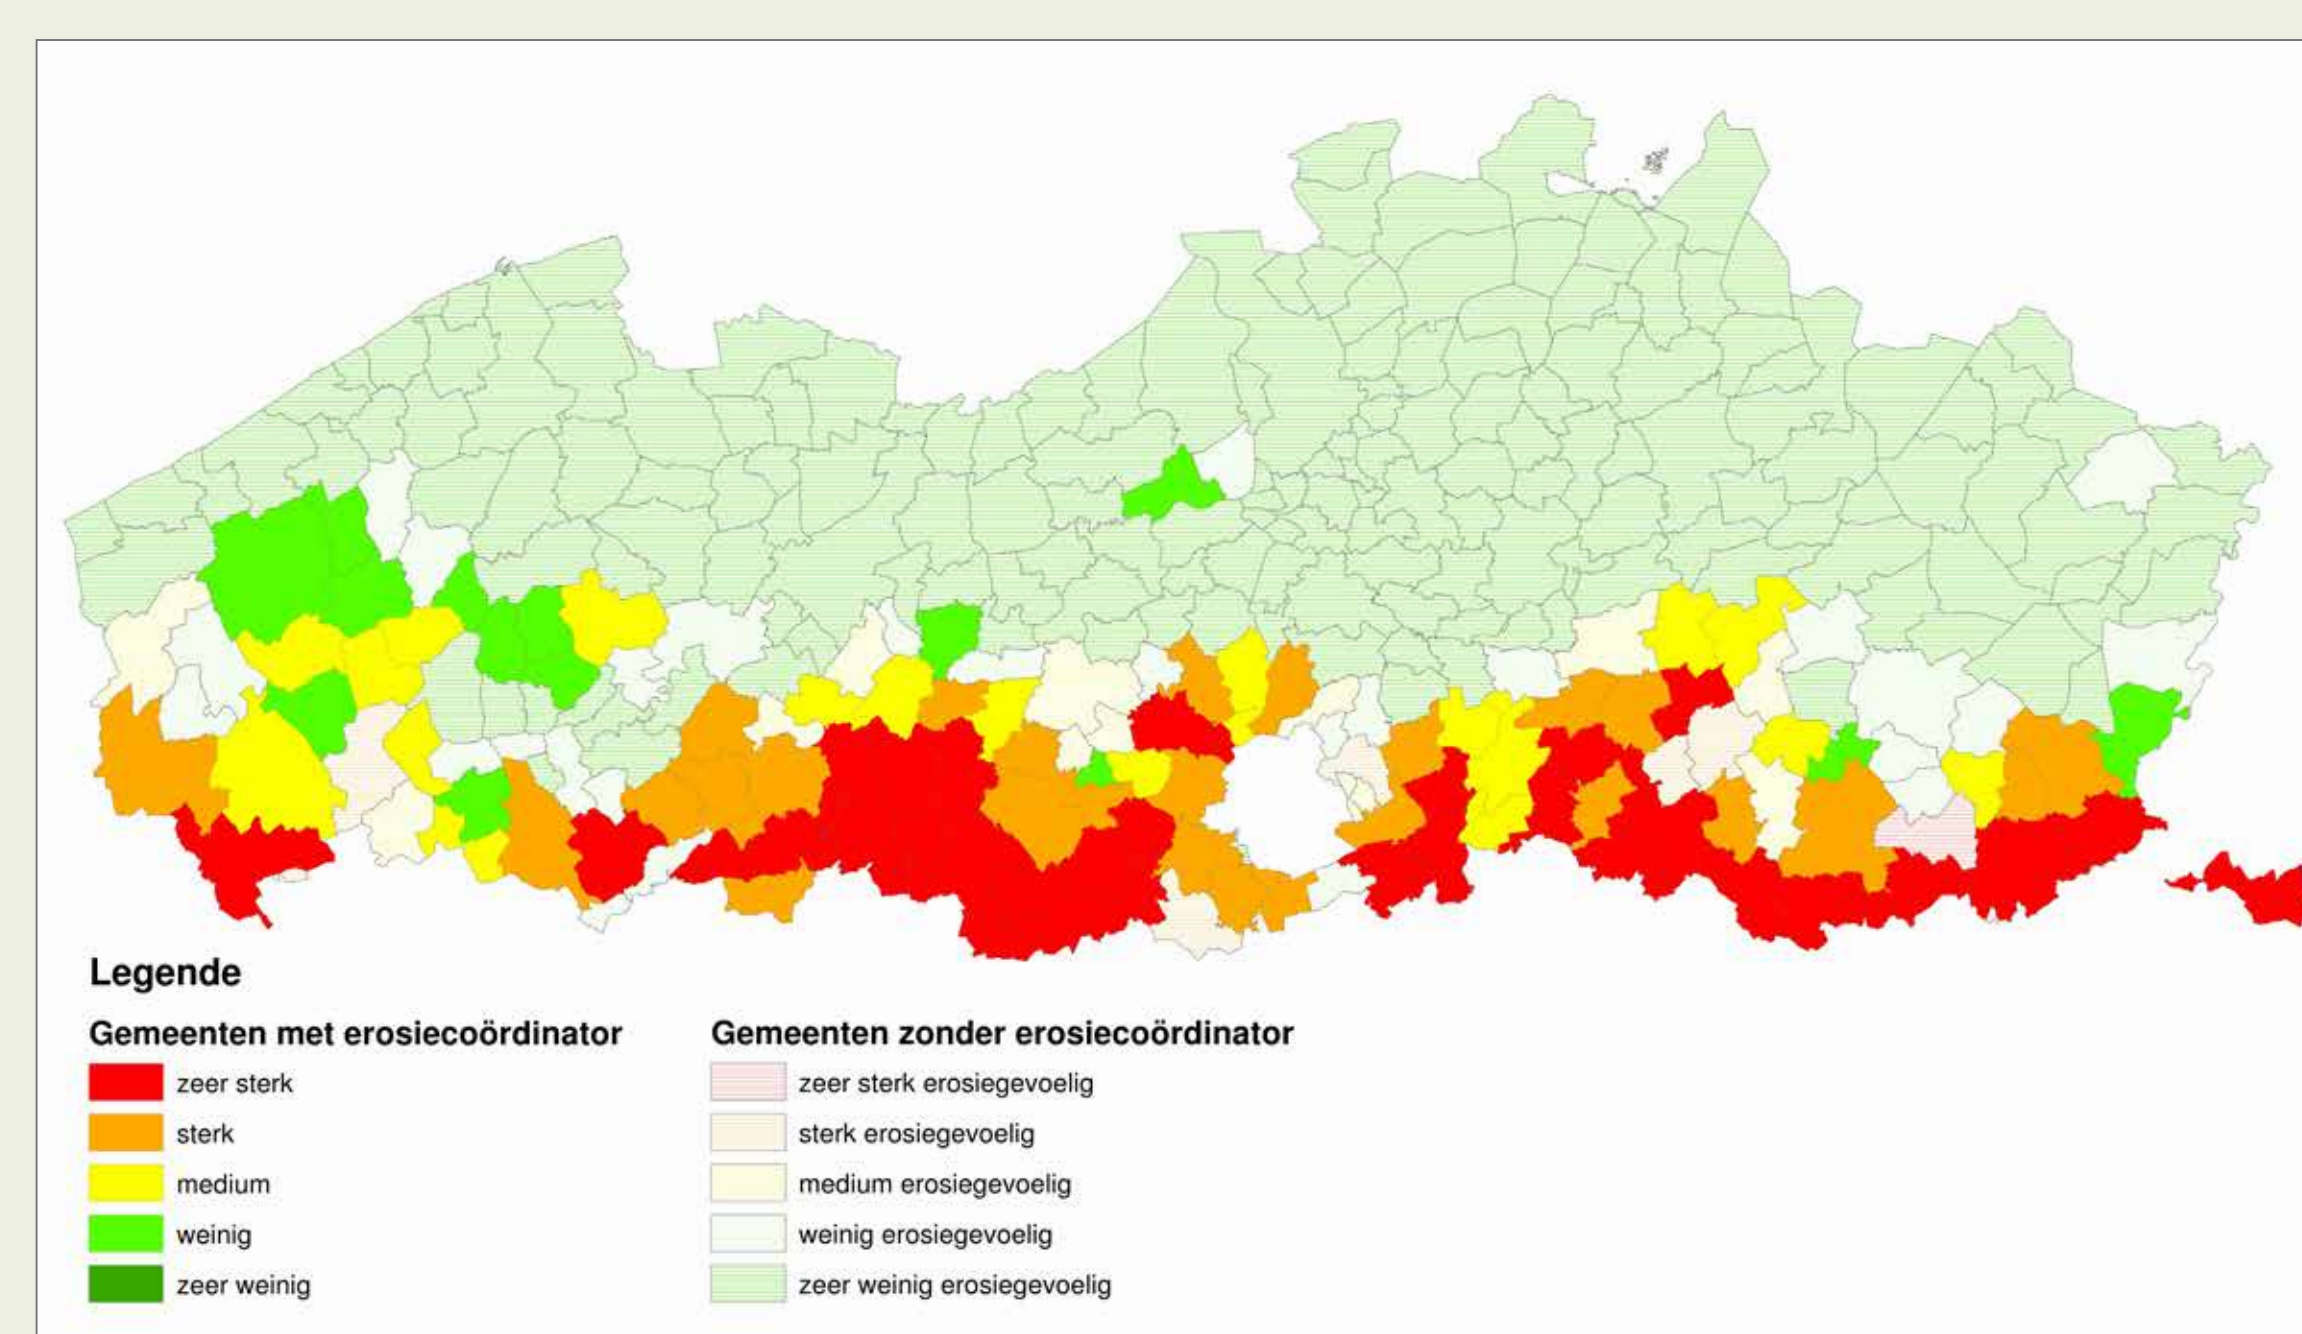 Legende
Gemeenten met erosiecoördinator
zeer sterk
sterk
medium
weinig
zeer weinig
Gemeenten zonder erosiecoördinator
zeer sterk erosiegevoelig
sterk erosiegevoelig
medium erosiegevoelig
weinig erosiegevoelig
zeer weinig erosiegevoelig